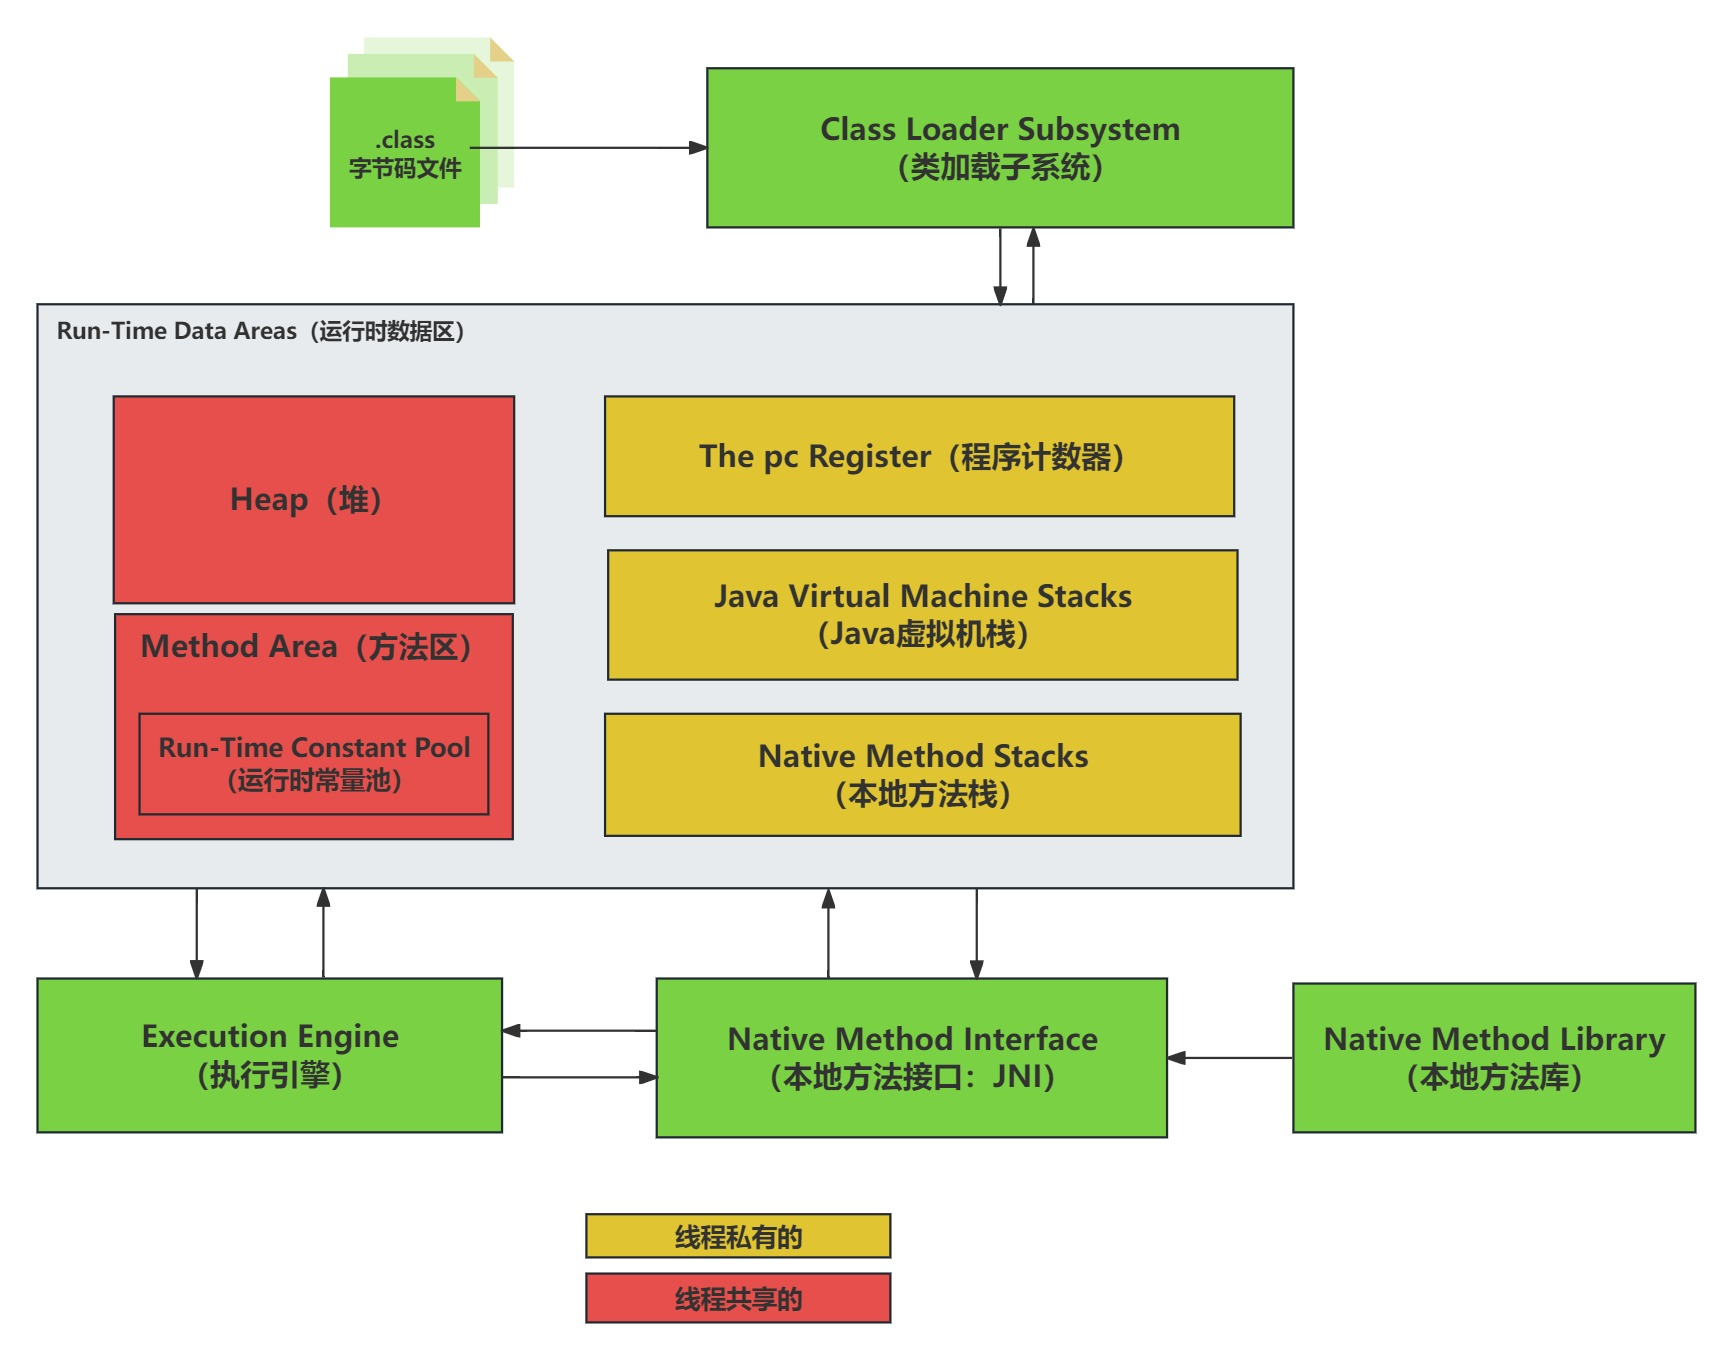 .class
字节码文件
Class Loader Subsystem
（类加载子系统）
Run-Time Data Areas（运行时数据区）
Heap（堆）
Method Area（方法区）
Run-Time Constant Pool
（运行时常量池）
The pc Register（程序计数器）
Java Virtual Machine Stacks
（Java虚拟机栈）
Native Method Stacks
（本地方法栈）
Execution Engine
（执行引擎）
Native Method Interface
（本地方法接口：JNI）
Native Method Library
（本地方法库）
线程私有的
线程共享的